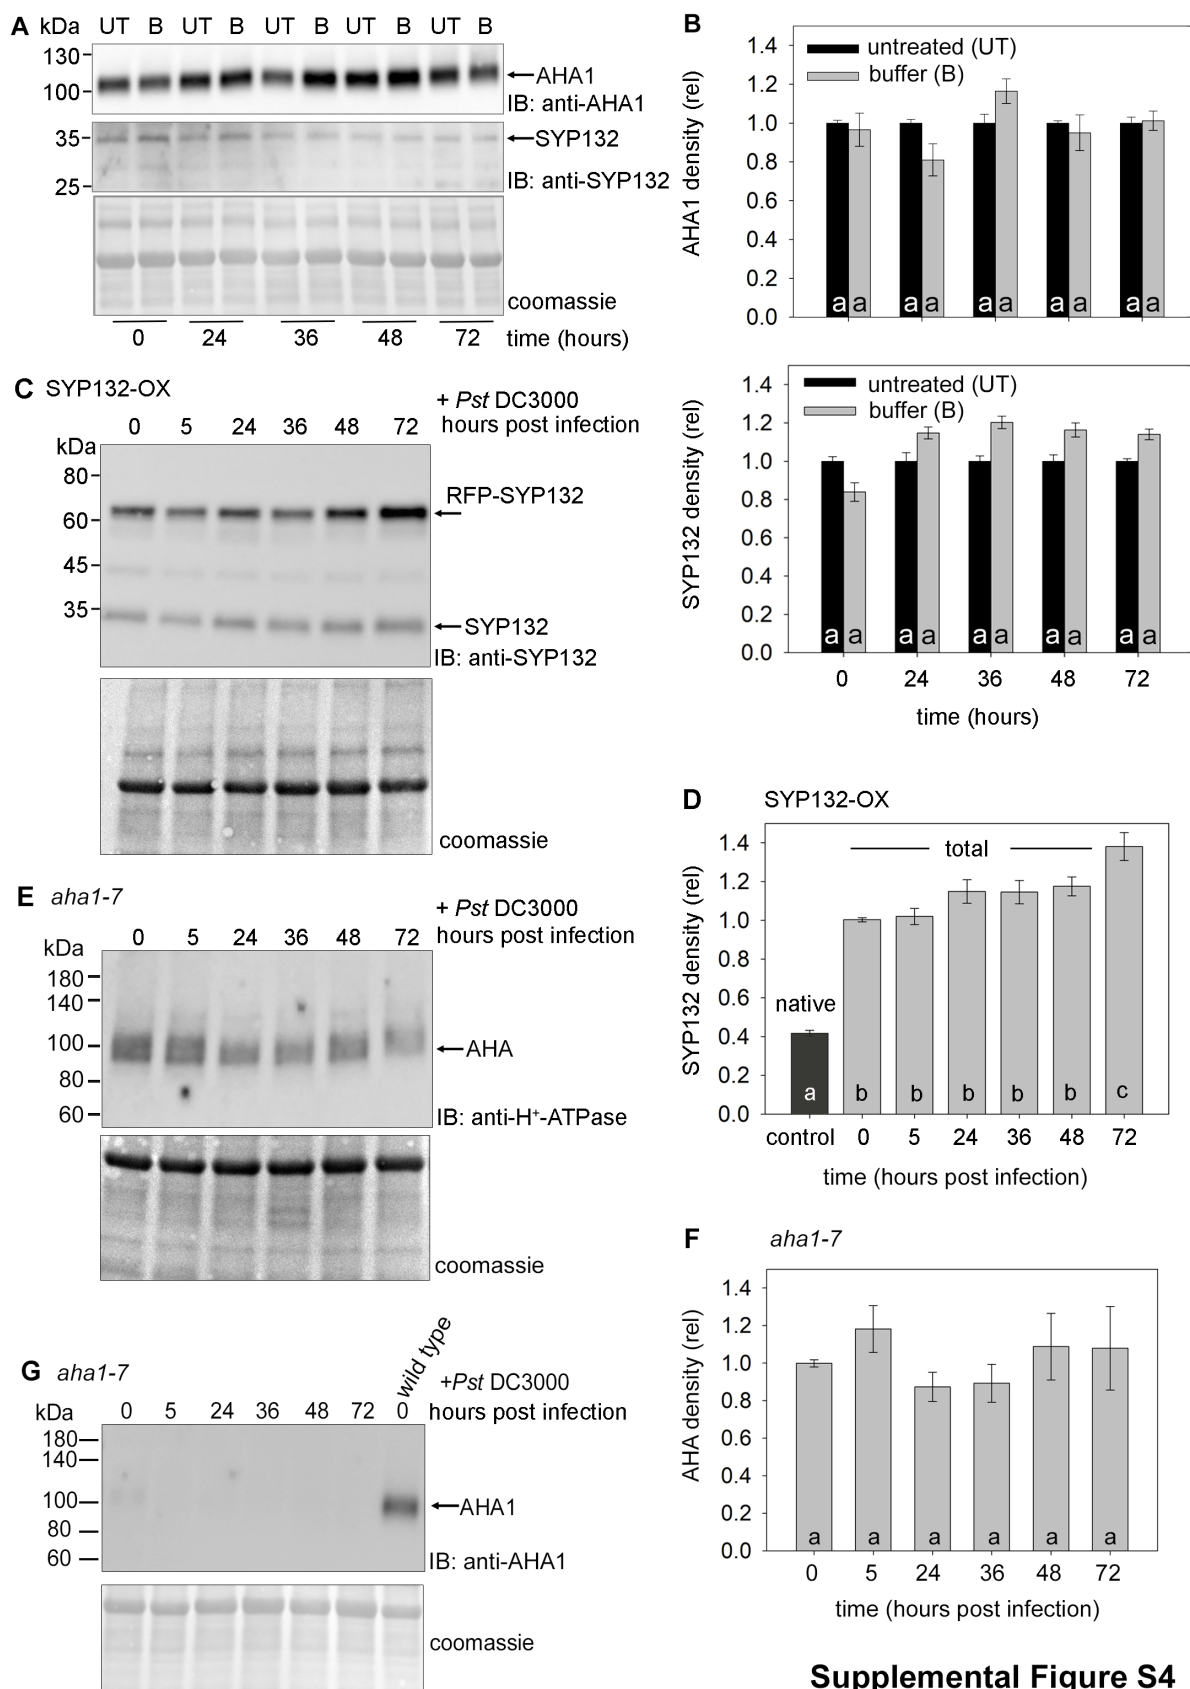 A kDa UT B UT B UT B UT B UT B
130
100
AHA1
IB: anti-AHA1
35
SYP132
25
IB: anti-SYP132
coomassie
0 24 36 48 72 time (hours)
B
1.4
1.2
1.0
0.8
0.6
0.4
0.2
0.0
AHA1 density (rel)
untreated (UT)
buffer (B)
a a a a a a a a a a
1.4
1.2
1.0
0.8
0.6
0.4
0.2
0.0
SYP132 density (rel)
untreated (UT)
buffer (B)
a a a a a a a a a a
0 24 36 48 72
time (hours)
C SYP132-OX
+ Pst DC3000
0 5 24 36 48 72 hours post infection
kDa
80
60
45
35
RFP-SYP132
SYP132
IB: anti-SYP132
coomassie
D SYP132-OX
1.4
1.2
1.0
0.8
0.6
0.4
0.2
0.0
SYP132 density (rel)
total
native
a b b b b b c
control 0 5 24 36 48 72
time (hours post infection)
E aha1-7
+ Pst DC3000
0 5 24 36 48 72 hours post infection
kDa
180
140
100
80
60
AHA
IB: anti-H⁺-ATPase
coomassie
F aha1-7
1.4
1.2
1.0
0.8
0.6
0.4
0.2
0.0
AHA density (rel)
a a a a a a
0 5 24 36 48 72
time (hours post infection)
G aha1-7
wild type
+Pst DC3000
kDa 0 5 24 36 48 72 0 hours post infection
180
140
100
80
60
AHA1
IB: anti-AHA1
coomassie
Supplemental Figure S4